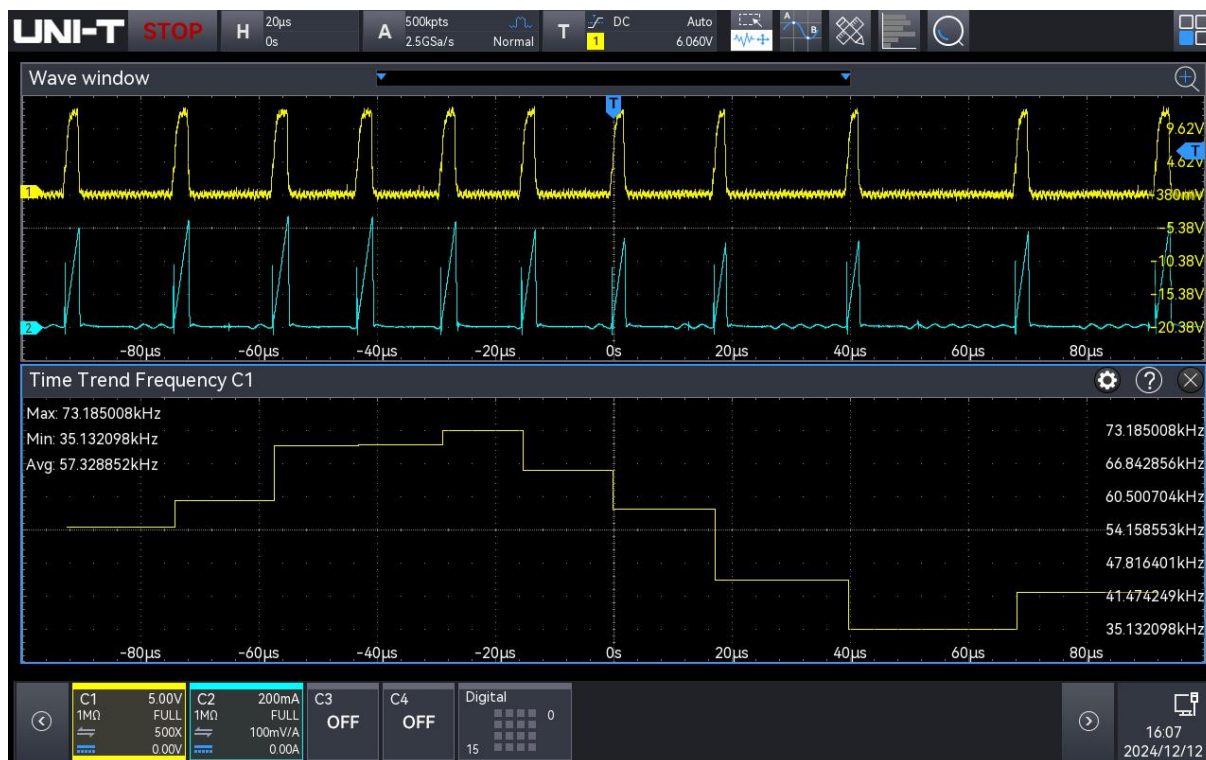 UNI-T STOP H 20μs 0s A 500kpts 2.5GSa/s Normal T DC 1 Auto 6.060V A B
Wave window
T
9.62V
T
4.62V
1
-380mV
-5.38V
-10.38V
-15.38V
2
-20.38V
-80μs -60μs -40μs -20μs 0s 20μs 40μs 60μs 80μs
Time Trend Frequency C1 ?
Max: 73.185008kHz
73.185008kHz
Min: 35.132098kHz
Avg: 57.328852kHz
66.842856kHz
60.500704kHz
54.158553kHz
47.816401kHz
41.474249kHz
35.132098kHz
-80μs -60μs -40μs -20μs 0s 20μs 40μs 60μs 80μs
C1 5.00V C2 200mA C3 C4 Digital
1MΩ FULL 1MΩ FULL OFF OFF 0
500X 100mV/A
0.00V 0.00A 15
16:07
2024/12/12